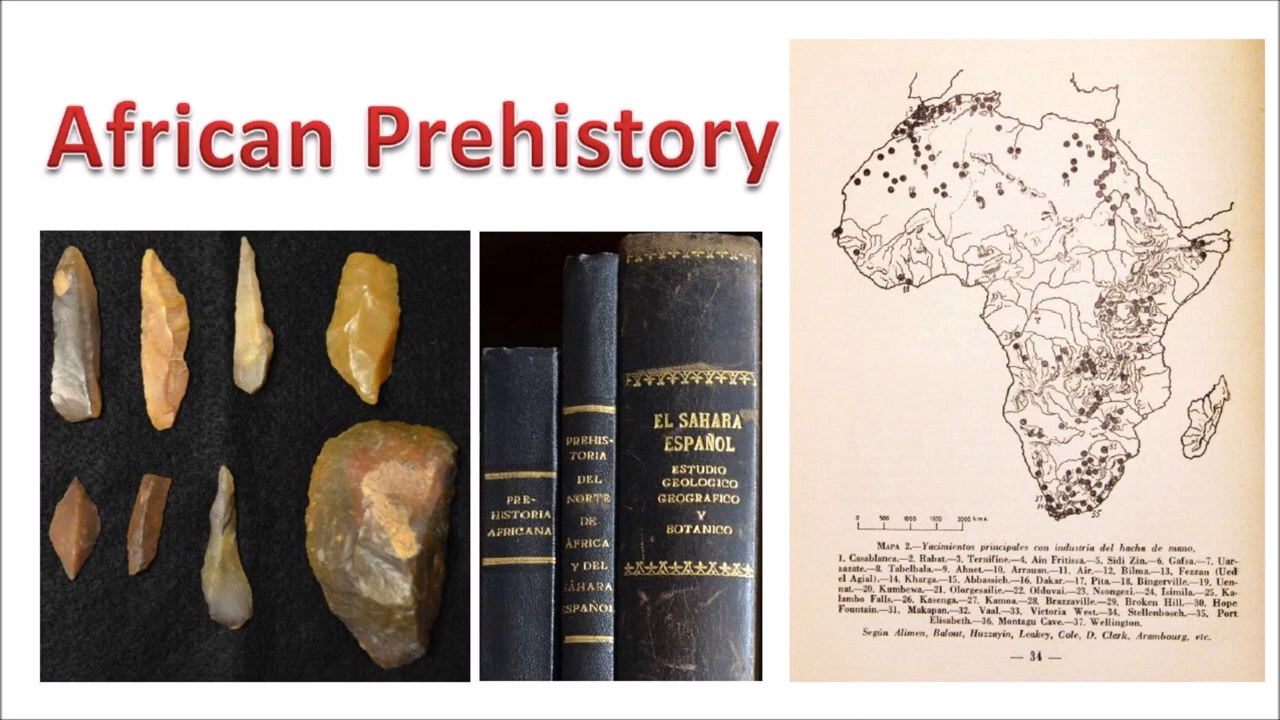 African Prehistory
PRE-
HISTORIA
AFRICANA
PREHIS-
TORIA
DEL
NORTE
DE
ÁFRICA
Y DEL
SÁHARA
ESPAÑOL
EL SAHARA
ESPAÑOL
ESTUDIO
GEOLOGICO
GEOGRAFICO
Y
BOTANICO
35
0 500 1000 1500 2000 kms.
MAPA 2.—Yacimientos principales con industria del hacha de mano.
1. Casablanca.—2. Rabat.—3, Ternifine.—4, Ain Fritissa.—5. Sidi Zin.—6. Gafsa.—7. Uar-
zazate.—8. Tabelbala.—9. Ahnet.—10. Arrauan.—11. Air.—12, Bilma.—13, Fezzan (Ued
el Agial).—14. Kharga.—15. Abbassieh.—16. Dakar.—17. Pita.—18. Bingerville.—19, Uen-
nat.—20. Kumbewa.—21. Olorgesailie.—22, Olduvai.—23, Nsongezi.—24. Isimila.—25. Ka-
lambo Falls.—26. Kasenga.—27. Kamoa.—28, Brazzaville.—29. Broken Hill.—30. Hope
Fountain.—31. Makapan.—32. Vaal.—33, Victoria West.—34. Stellenbosch.—35. Port
Elisabeth.—36. Montagu Cave.—37. Wellington.
Según Alimen, Balout, Huzzayin, Leakey, Cole, D. Clark, Arambourg, etc.
— 34 —